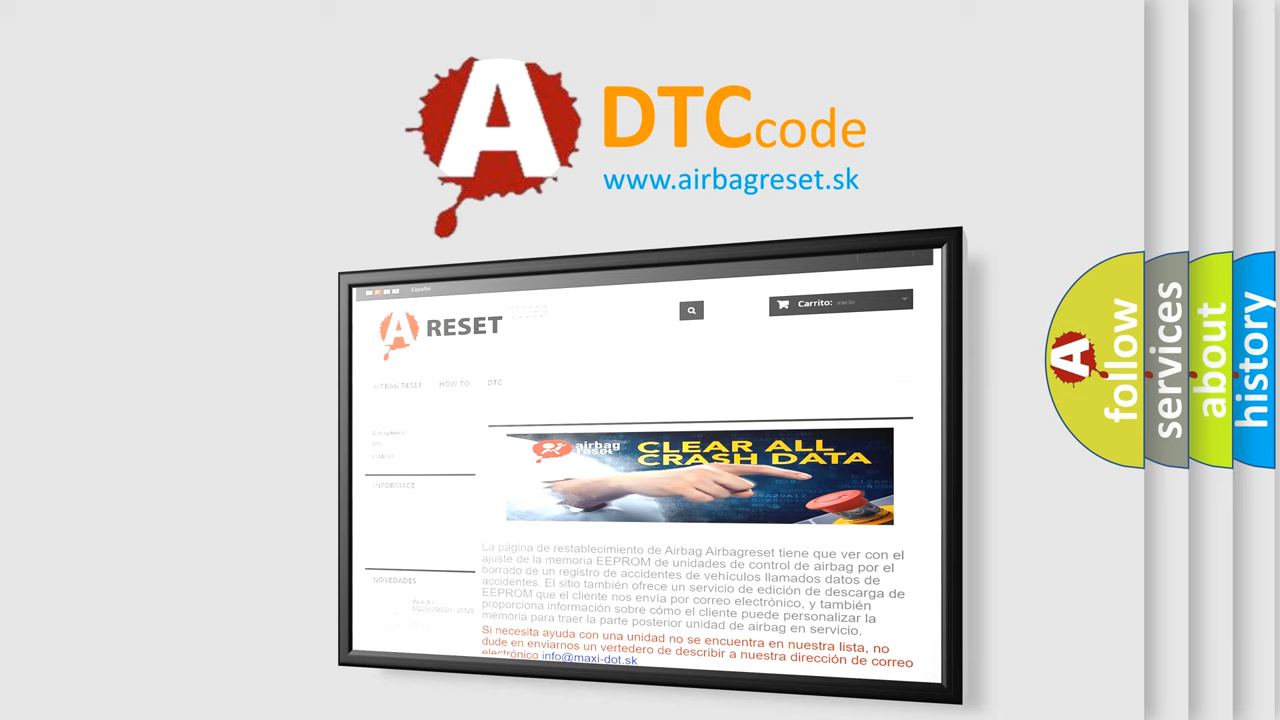 A
DTCcode
www.airbagreset.sk
Español
A RESET
Carrito: vacío
AIRBAG RESET HOW TO DTC
INFORMACE
NOVEDADES
airbag
reset
CLEAR ALL
CRASH DATA
La página de restablecimiento de Airbag Airbagreset tiene que ver con el
ajuste de la memoria EEPROM de unidades de control de airbag por el
borrado de un registro de accidentes de vehículos llamados datos de
accidentes. El sitio también ofrece un servicio de edición de descarga de
EEPROM que el cliente nos envía por correo electrónico, y también
proporciona información sobre cómo el cliente puede personalizar la
memoria para traer la parte posterior unidad de airbag en servicio.
Si necesita ayuda con una unidad no se encuentra en nuestra lista, no
dude en enviarnos un vertedero de describir a nuestra dirección de correo
electrónico info@maxi-dot.sk
A
follow
services
about
history